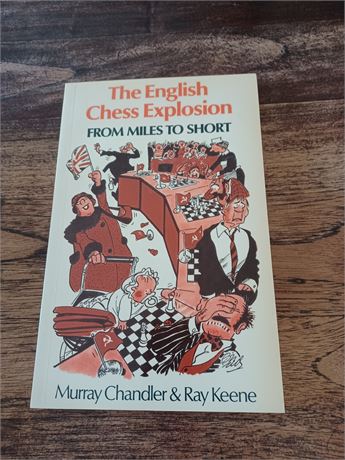 The English
Chess Explosion
FROM MILES TO SHORT
Murray Chandler & Ray Keene